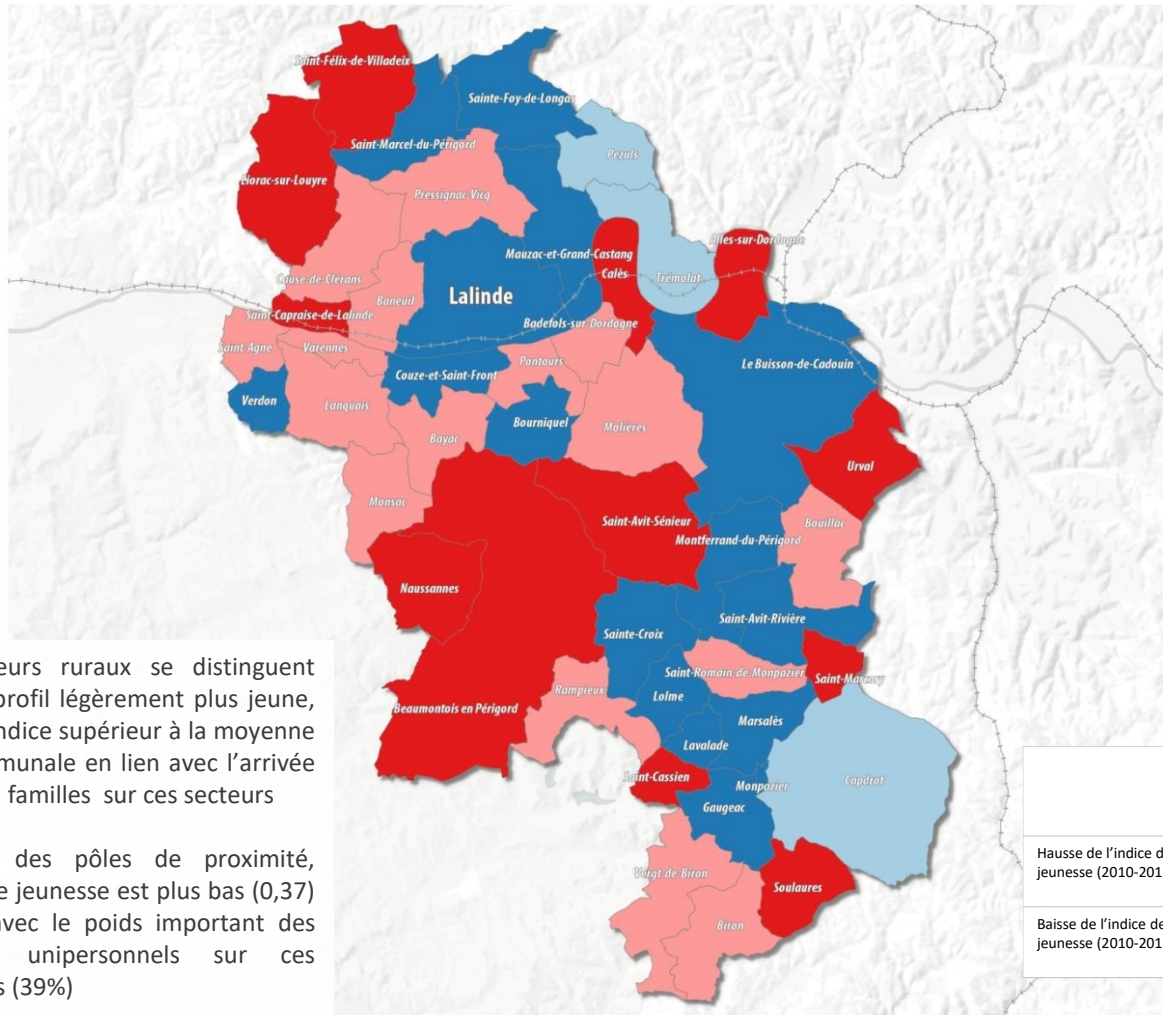 Saint-Félix-de-Villadeix
Sainte-Foy-de-Longas
Saint-Marcel-du-Périgord
Pezuls
Liorac-sur-Louyre
Pressignac-Vicq
Alles-sur-Dordogne
Mauzac-et-Grand-Castang
Calès
Trémolat
Cause-de-Clérans
Baneuil
Lalinde
Saint-Capraise-de-Lalinde
Badefols-sur-Dordogne
Saint-Agne
Varennes
Pontours
Le Buisson-de-Cadouin
Couze-et-Saint-Front
Verdon
Lanquais
Bourniquel
Molières
Bayac
Urval
Monsac
Saint-Avit-Sénieur
Bouillac
Montferrand-du-Périgord
Naussannes
Saint-Avit-Rivière
Sainte-Croix
Saint-Romain-de-Monpazier
Saint-Marcory
Rampieux
Lolme
Beaumontois en Périgord
Marsalès
Lavalade
Saint-Cassien
Monpazier
Capdrot
Gaugeac
Vergt-de-Biron
Soulaures
Biron
eurs ruraux se distinguent
profil légèrement plus jeune,
ndice supérieur à la moyenne
munale en lien avec l’arrivée
familles sur ces secteurs
des pôles de proximité,
e jeunesse est plus bas (0,37)
avec le poids important des
unipersonnels sur ces
s (39%)
Hausse de l’indice d
jeunesse (2010-201
Baisse de l’indice de
jeunesse (2010-201